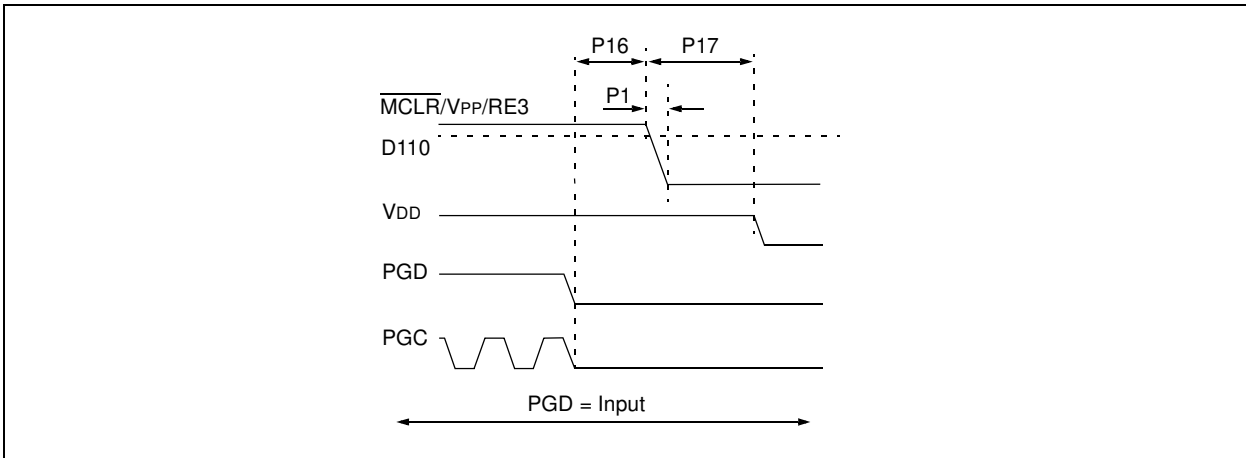 P16 P17
P1
MCLR/VPP/RE3
D110
VDD
PGD
PGC
PGD = Input